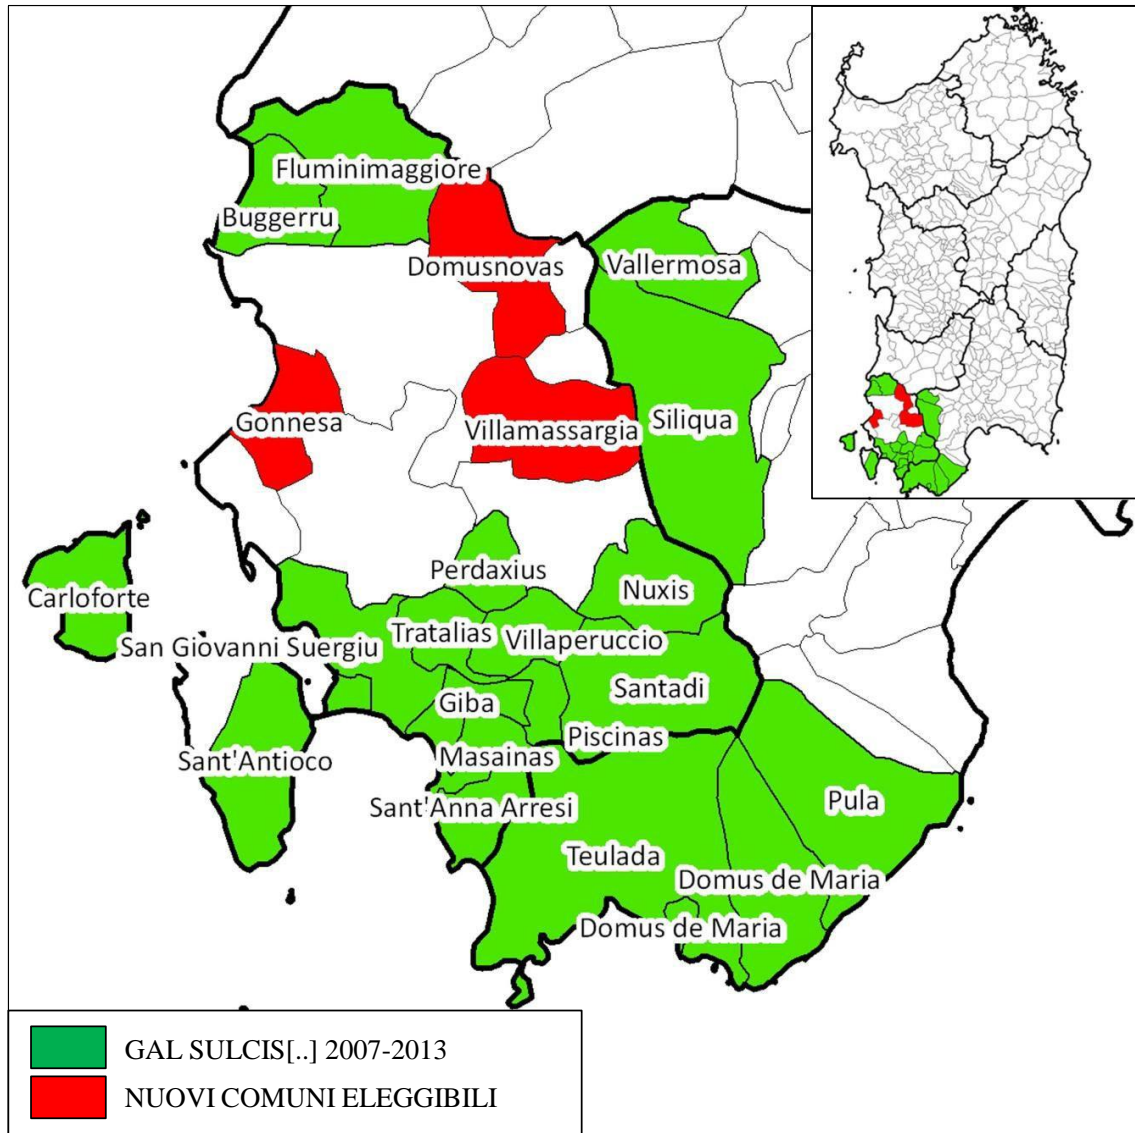 Fluminimaggiore
Buggerru
Domusnovas
Vallermosa
Gonnesa
Villamassargia
Siliqua
Perdaxius
Nuxis
Carloforte
San Giovanni Suergiu
Tratalias
Villaperuccio
Santadi
Giba
Piscinas
Masainas
Sant'Antioco
Sant'Anna Arresi
Pula
Teulada
Domus de Maria
Domus de Maria
GAL SULCIS[..] 2007-2013
NUOVI COMUNI ELEGGIBILI